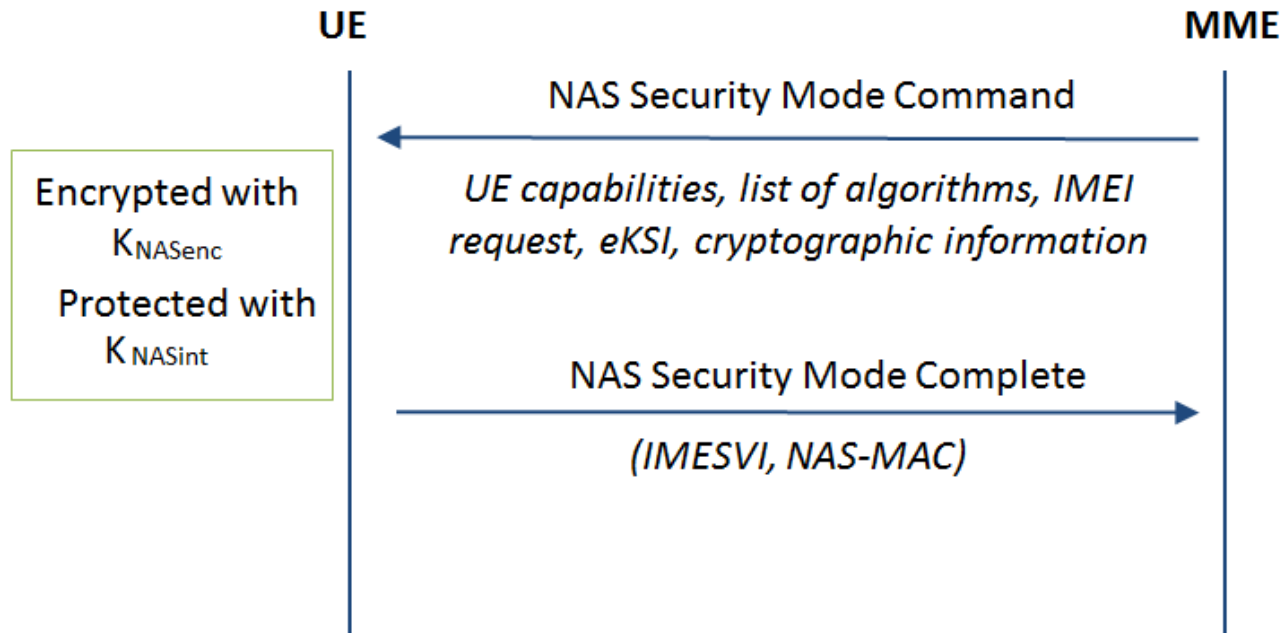 UE
MME
NAS Security Mode Command
UE capabilities, list of algorithms, IMEI
request, eKSI, cryptographic information
Encrypted with
KNASenc
Protected with
K NASint
NAS Security Mode Complete
(IMESVI, NAS-MAC)